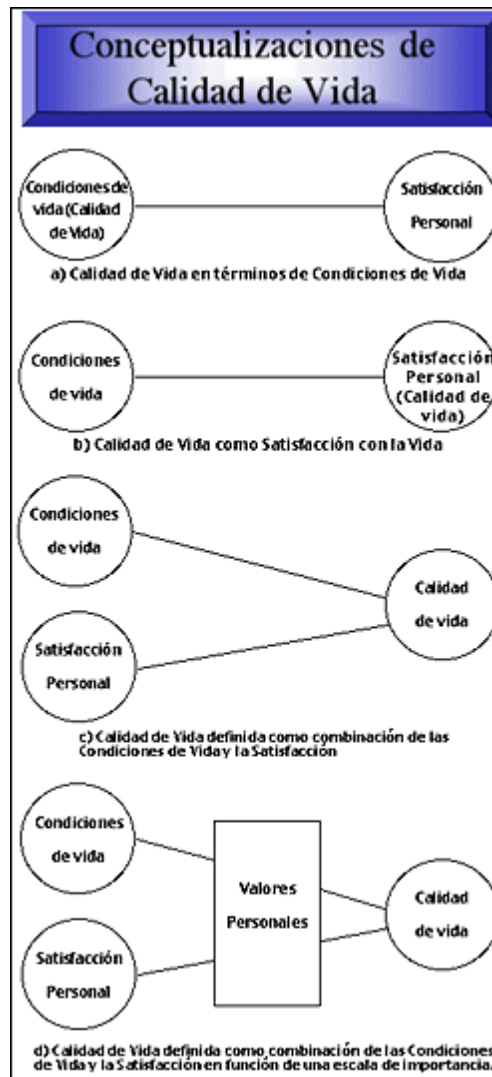 Conceptualizaciones de
Calidad de Vida
Condiciones de
vida (Calidad
de Vida)
Satisfacción
Personal
a) Calidad de Vida en términos de Condiciones de Vida
Condiciones
de vida
Satisfacción
Personal
(Calidad de
vida)
b) Calidad de Vida como Satisfacción con la Vida
Condiciones
de vida
Satisfacción
Personal
Calidad
de vida
c) Calidad de Vida definida como combinación de las
Condiciones de Vida y la Satisfacción
Condiciones
de vida
Satisfacción
Personal
Valores
Personales
Calidad
de vida
d) Calidad de Vida definida como combinación de las Condiciones
de Vida y la Satisfacción en función de una escala de importancia.